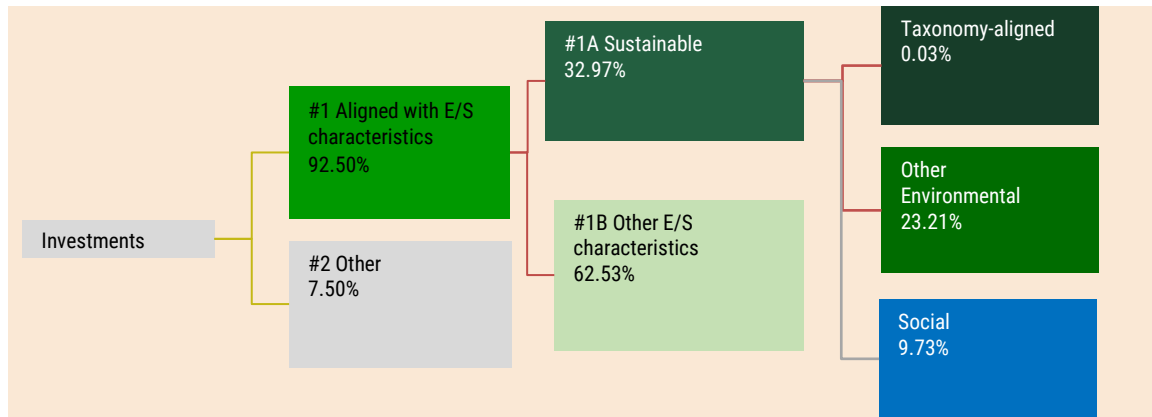 Investments
#1 Aligned with E/S
characteristics
92.50%
#2 Other
7.50%
#1A Sustainable
32.97%
#1B Other E/S
characteristics
62.53%
Taxonomy-aligned
0.03%
Other
Environmental
23.21%
Social
9.73%